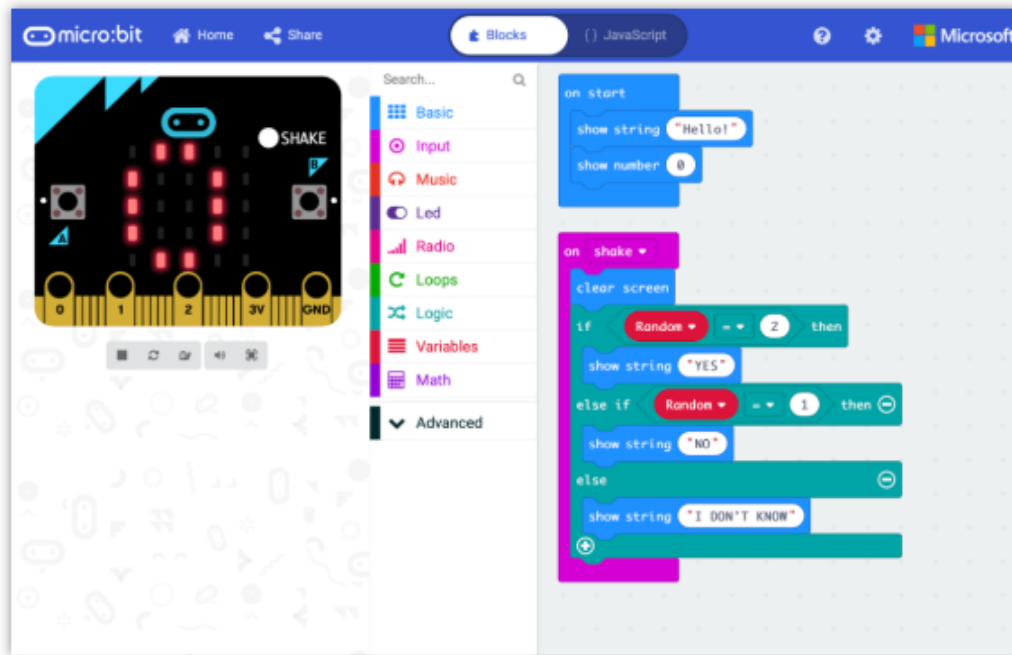 micro:bit Home Share Blocks {} JavaScript Microsoft
SHAKE
B
A
0 1 2 3V GND
Search...
Basic
Input
Music
Led
Radio
Loops
Logic
Variables
Math
Advanced
on start
show string "Hello!"
show number 0
on shake
clear screen
if Random = 2 then
show string "YES"
else if Random = 1 then
show string "NO"
else
show string "I DON'T KNOW"